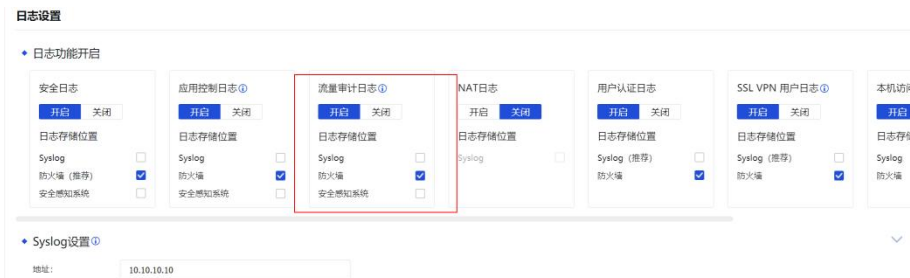 日志设置
日志功能开启
安全日志
开启 关闭
日志存储位置
Syslog
防火墙（推荐）
安全感知系统
应用控制日志
开启 关闭
日志存储位置
Syslog
防火墙
安全感知系统
流量审计日志
开启 关闭
日志存储位置
Syslog
防火墙
安全感知系统
NAT日志
开启 关闭
日志存储位置
Syslog
用户认证日志
开启 关闭
日志存储位置
Syslog（推荐）
防火墙
SSL VPN 用户日志
开启 关闭
日志存储位置
Syslog（推荐）
防火墙
本机访问
开启
日志存储
Syslog
防火墙
Syslog设置
地址： 10.10.10.10